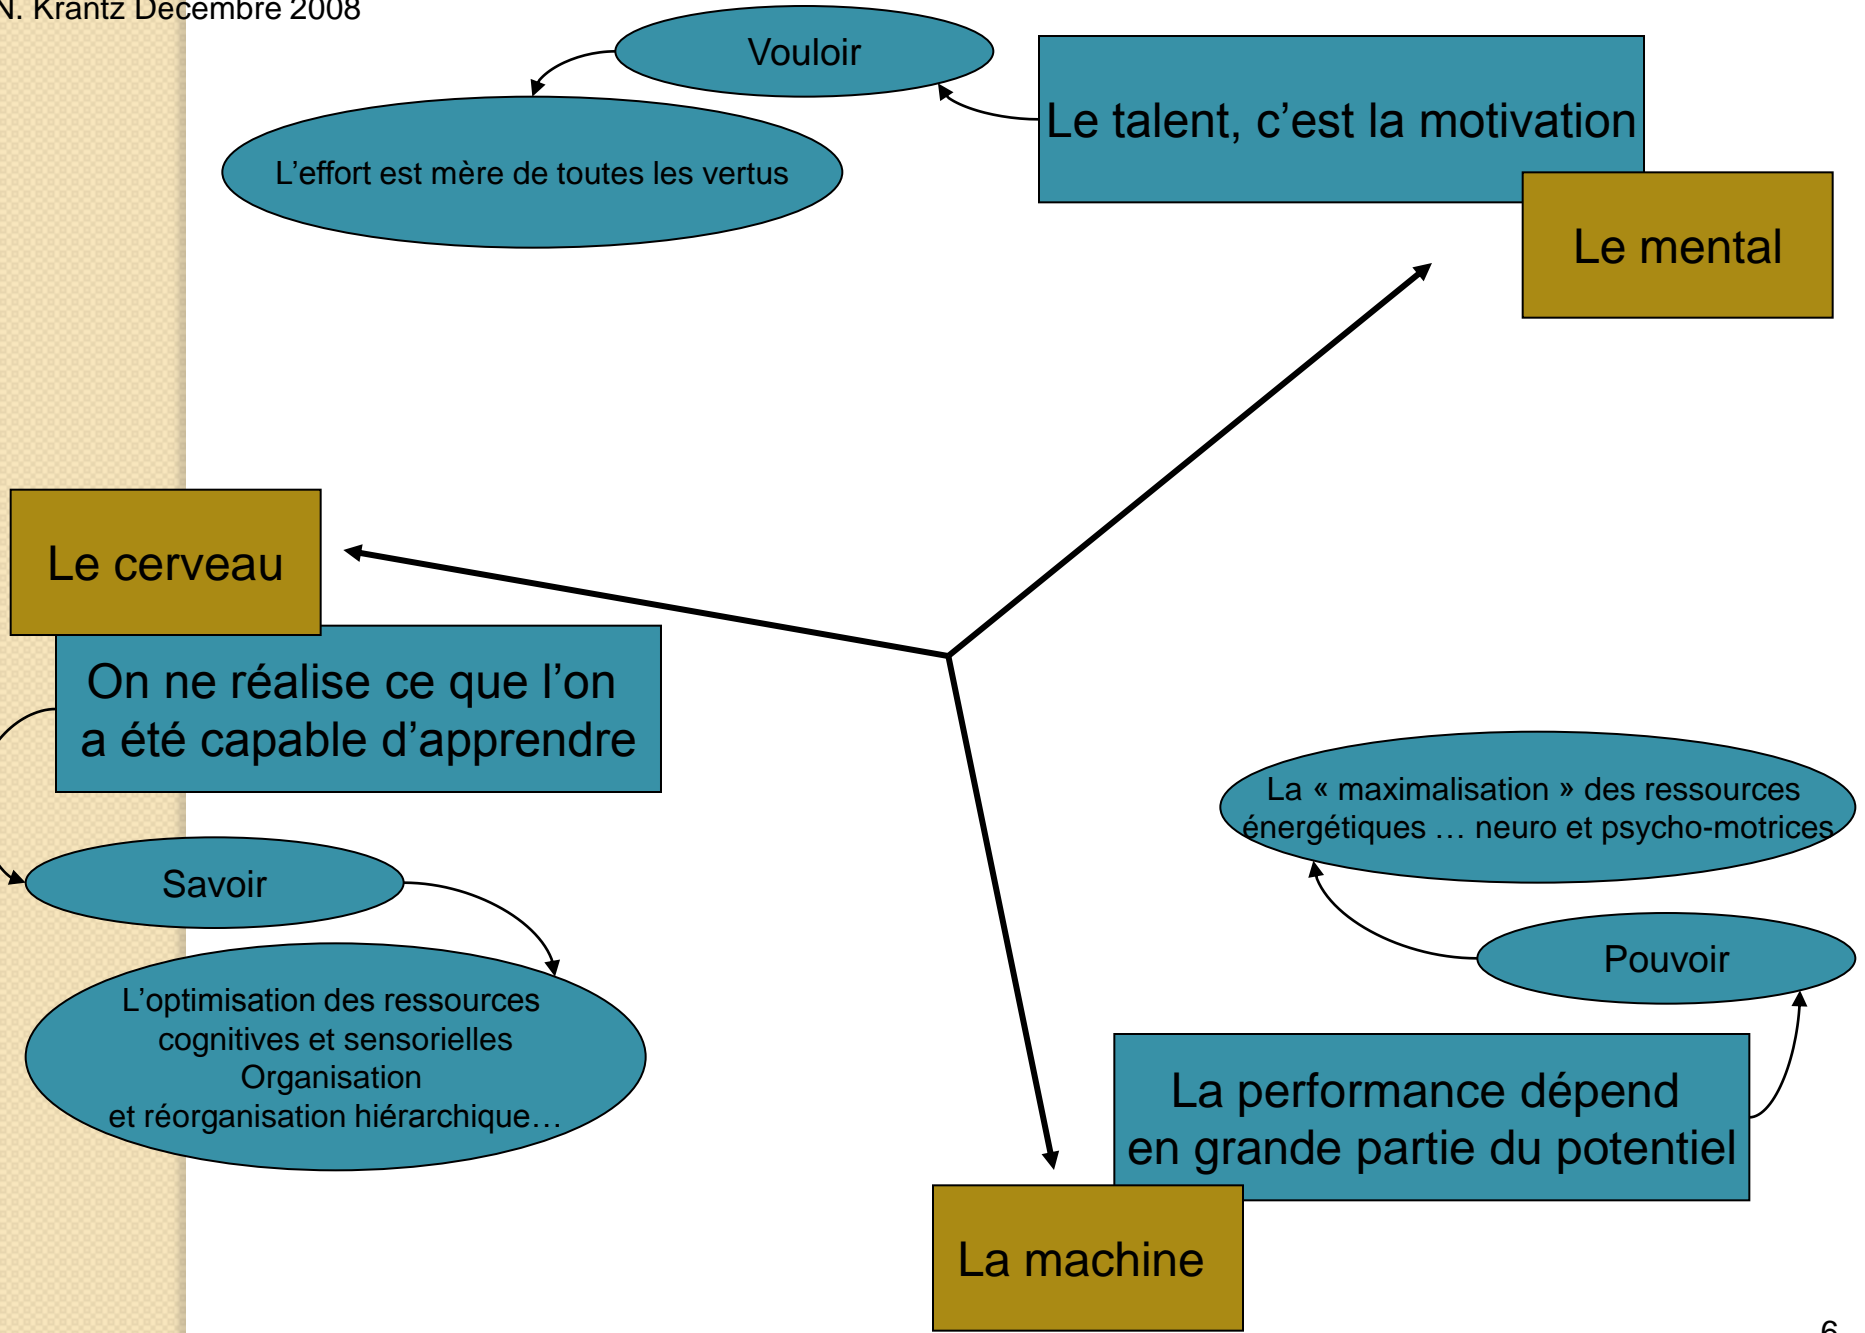 N. Krantz Décembre 2008
Vouloir
Le talent, c’est la motivation
L’effort est mère de toutes les vertus
Le mental
Le cerveau
On ne réalise ce que l’on
a été capable d’apprendre
La « maximalisation » des ressources
énergétiques … neuro et psycho-motrices
Savoir
Pouvoir
L’optimisation des ressources
cognitives et sensorielles
Organisation
et réorganisation hiérarchique…
La performance dépend
en grande partie du potentiel
La machine
6